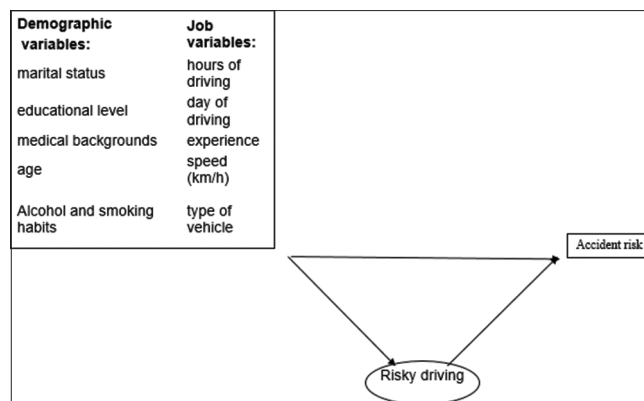 Demographic variables:
Job variables:
marital status
hours of driving
educational level
day of driving
medical backgrounds
experience
age
speed (km/h)
Alcohol and smoking habits
type of vehicle
Accident risk
Risky driving